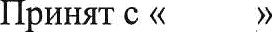 Принят с «        »